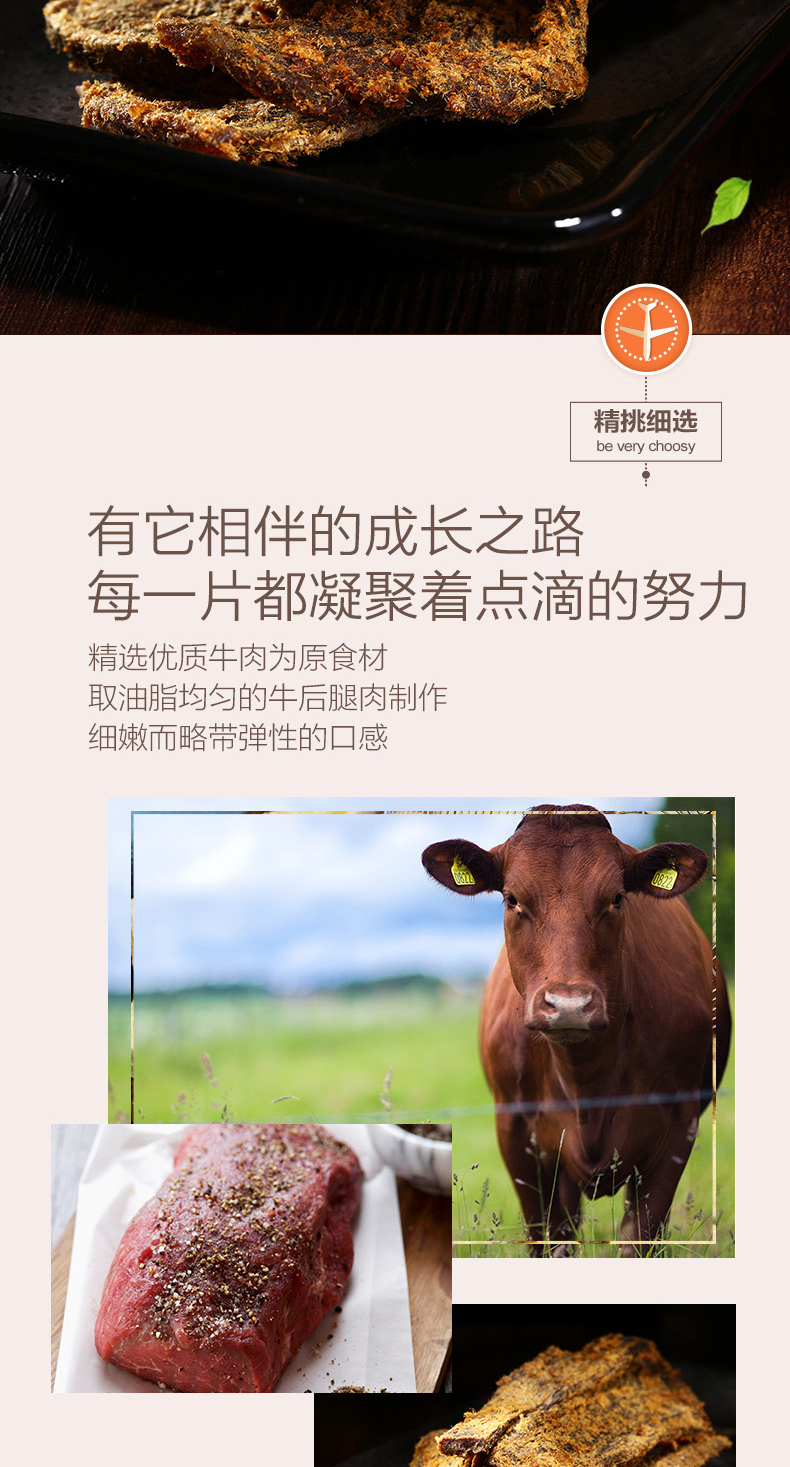 精挑细选
be very choosy
有它相伴的成长之路
每一片都凝聚着点滴的努力
精选优质牛肉为原食材
取油脂均匀的牛后腿肉制作
细嫩而略带弹性的口感
0822
0822